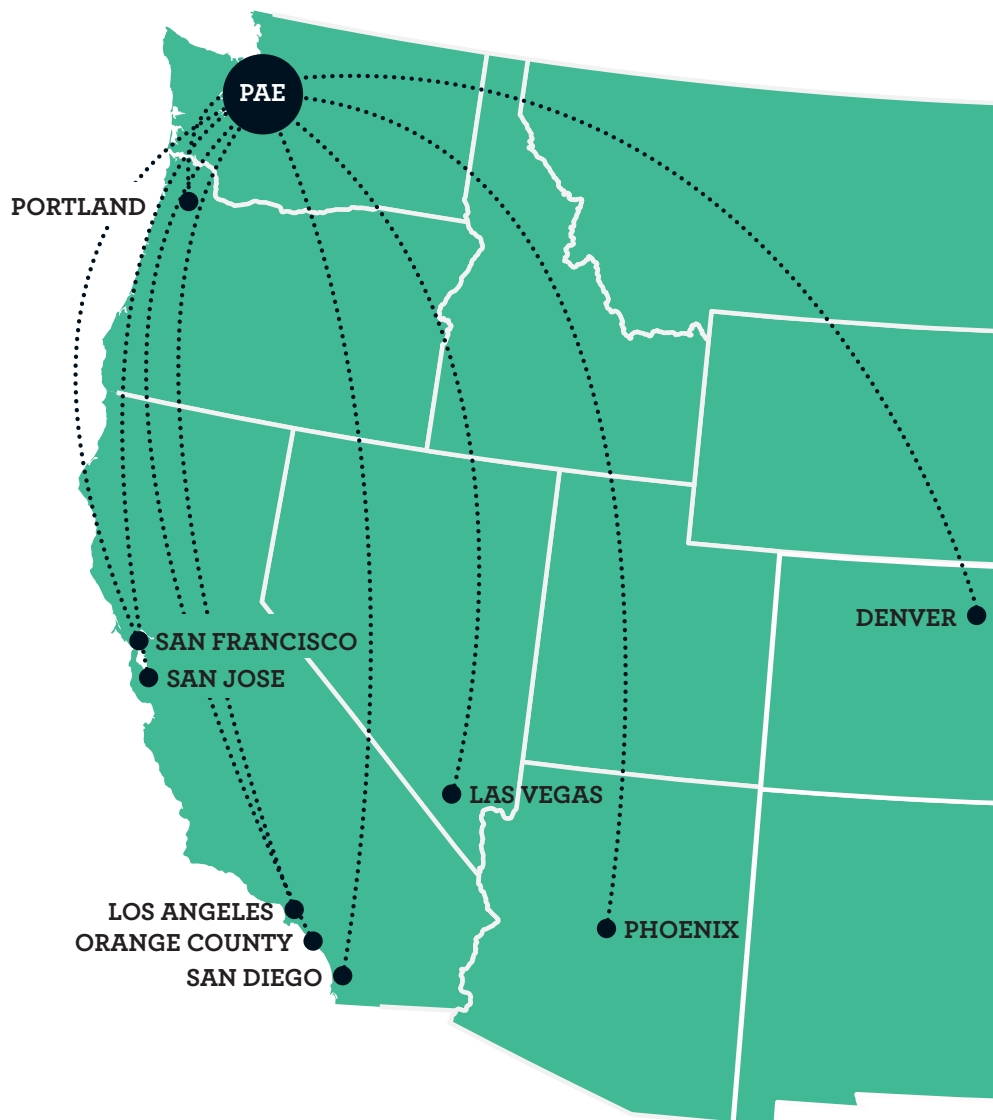 PAE
PORTLAND
DENVER
SAN FRANCISCO
SAN JOSE
LAS VEGAS
LOS ANGELES
PHOENIX
ORANGE COUNTY
SAN DIEGO